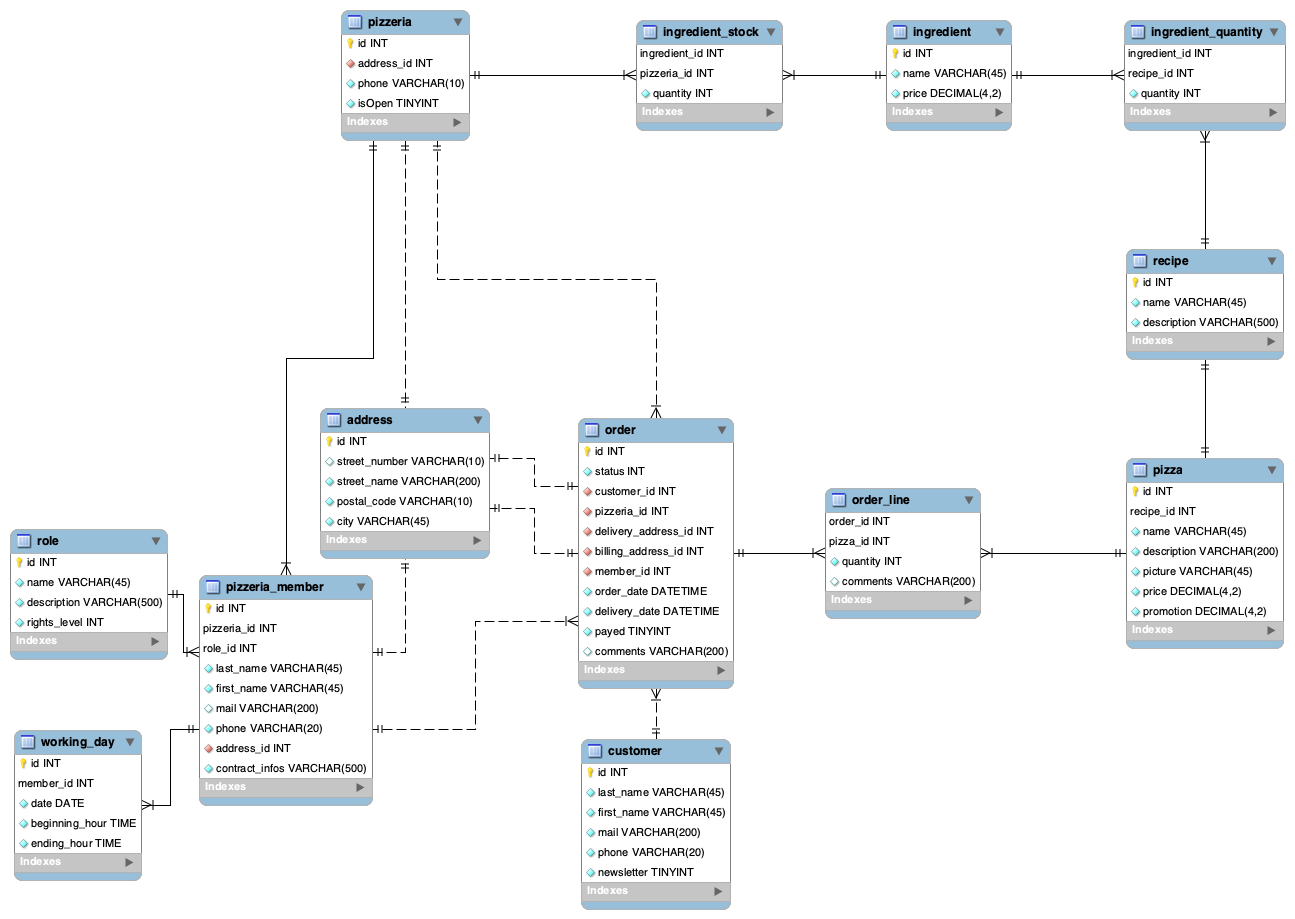 pizzeria
id INT
address_id INT
phone VARCHAR(10)
isOpen TINYINT
Indexes
ingredient_stock
ingredient_id INT
pizzeria_id INT
quantity INT
Indexes
ingredient
id INT
name VARCHAR(45)
price DECIMAL(4,2)
Indexes
ingredient_quantity
ingredient_id INT
recipe_id INT
quantity INT
Indexes
recipe
id INT
name VARCHAR(45)
description VARCHAR(500)
Indexes
address
id INT
street_number VARCHAR(10)
street_name VARCHAR(200)
postal_code VARCHAR(10)
city VARCHAR(45)
Indexes
order
id INT
status INT
customer_id INT
pizzeria_id INT
delivery_address_id INT
billing_address_id INT
member_id INT
order_date DATETIME
delivery_date DATETIME
payed TINYINT
comments VARCHAR(200)
Indexes
order_line
order_id INT
pizza_id INT
quantity INT
comments VARCHAR(200)
Indexes
pizza
id INT
recipe_id INT
name VARCHAR(45)
description VARCHAR(200)
picture VARCHAR(45)
price DECIMAL(4,2)
promotion DECIMAL(4,2)
Indexes
role
id INT
name VARCHAR(45)
description VARCHAR(500)
rights_level INT
Indexes
pizzeria_member
id INT
pizzeria_id INT
role_id INT
last_name VARCHAR(45)
first_name VARCHAR(45)
mail VARCHAR(200)
phone VARCHAR(20)
address_id INT
contract_infos VARCHAR(500)
Indexes
working_day
id INT
member_id INT
date DATE
beginning_hour TIME
ending_hour TIME
Indexes
customer
id INT
last_name VARCHAR(45)
first_name VARCHAR(45)
mail VARCHAR(200)
phone VARCHAR(20)
newsletter TINYINT
Indexes